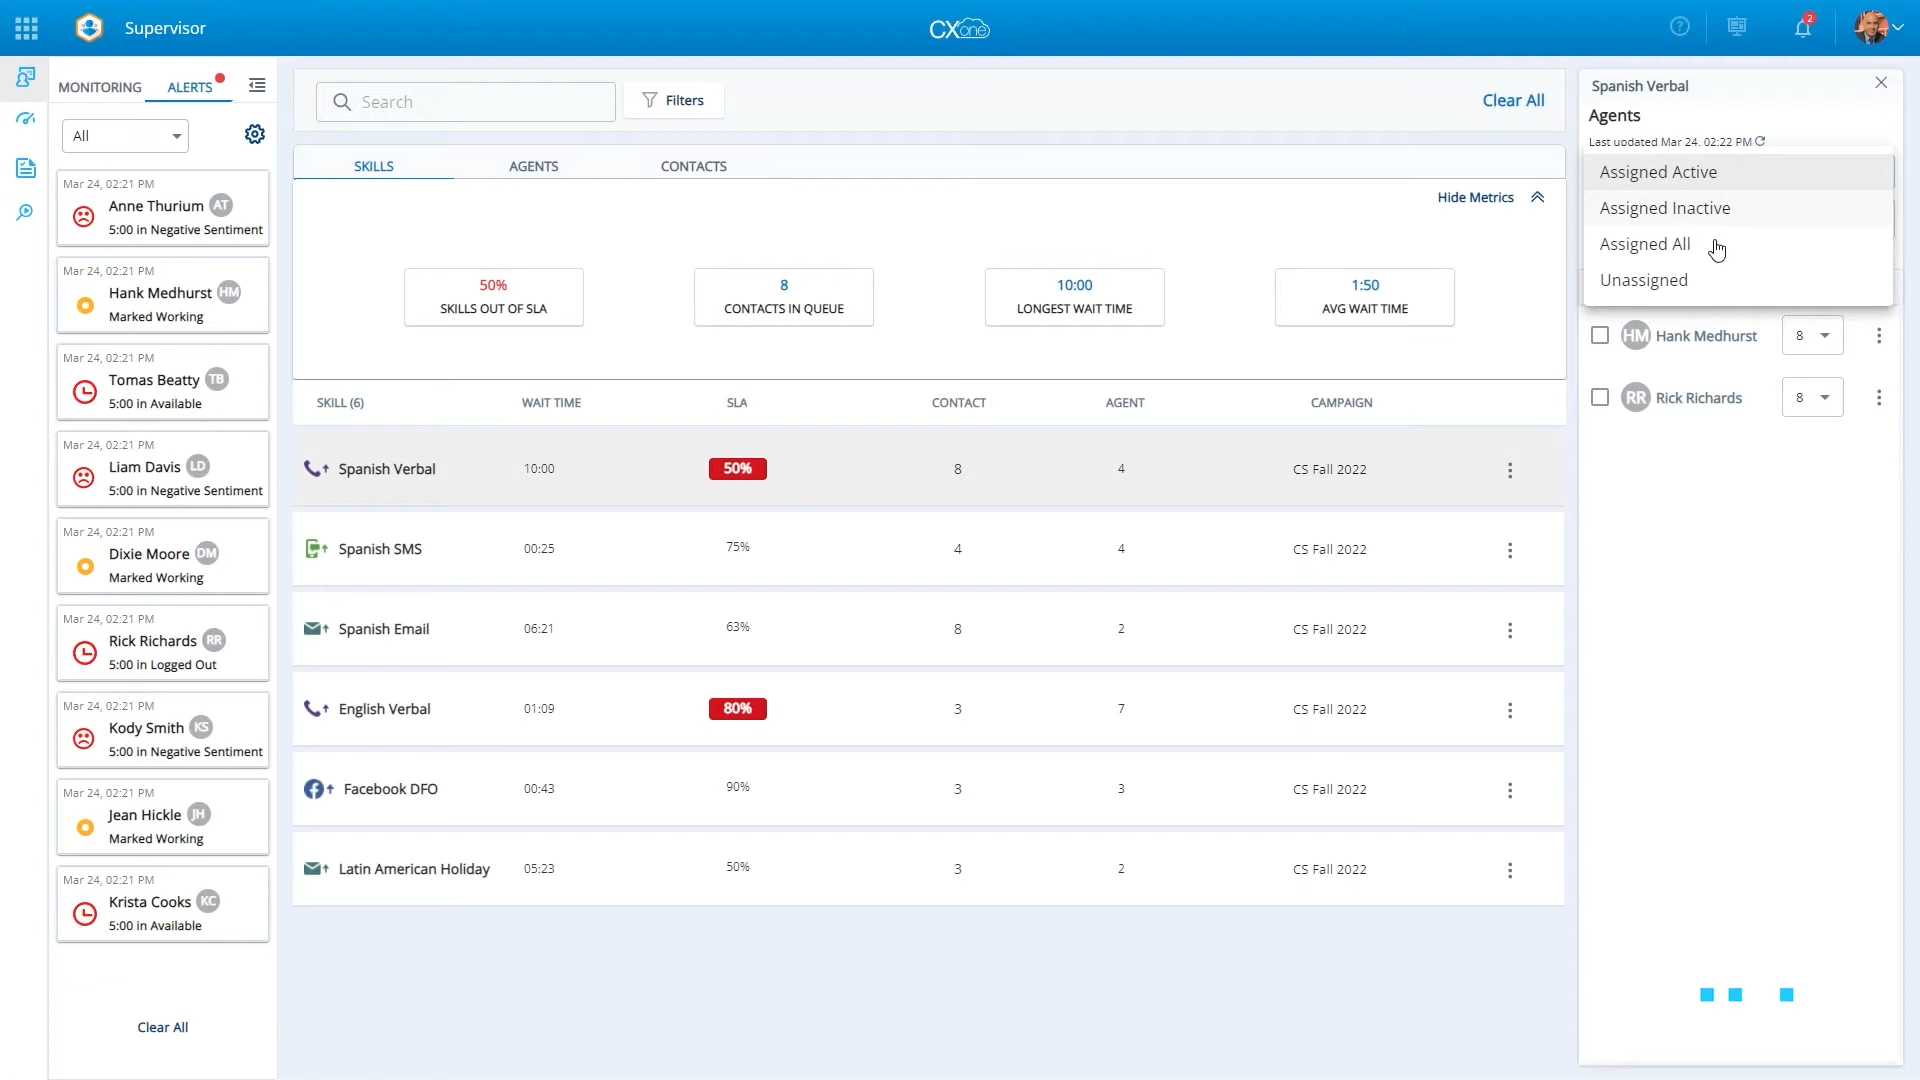 Supervisor
CXone
2
MONITORING
ALERTS
All
Mar 24, 02:21 PM
Anne Thurium AT
5:00 in Negative Sentiment
Mar 24, 02:21 PM
Hank Medhurst HM
Marked Working
Mar 24, 02:21 PM
Tomas Beatty TB
5:00 in Available
Mar 24, 02:21 PM
Liam Davis LD
5:00 in Negative Sentiment
Mar 24, 02:21 PM
Dixie Moore DM
Marked Working
Mar 24, 02:21 PM
Rick Richards RR
5:00 in Logged Out
Mar 24, 02:21 PM
Kody Smith KS
5:00 in Negative Sentiment
Mar 24, 02:21 PM
Jean Hickle JH
Marked Working
Mar 24, 02:21 PM
Krista Cooks KC
5:00 in Available
Clear All
Search
Filters
Clear All
SKILLS AGENTS CONTACTS
Hide Metrics
50%
SKILLS OUT OF SLA
8
CONTACTS IN QUEUE
10:00
LONGEST WAIT TIME
1:50
AVG WAIT TIME
SKILL (6) WAIT TIME SLA CONTACT AGENT CAMPAIGN
Spanish Verbal 10:00 50% 8 4 CS Fall 2022
Spanish SMS 00:25 75% 4 4 CS Fall 2022
Spanish Email 06:21 63% 8 2 CS Fall 2022
English Verbal 01:09 80% 3 7 CS Fall 2022
Facebook DFO 00:43 90% 3 3 CS Fall 2022
Latin American Holiday 05:23 50% 3 2 CS Fall 2022
Spanish Verbal
Agents
Last updated Mar 24, 02:22 PM
Assigned Active
Assigned Inactive
Assigned All
Unassigned
HM Hank Medhurst 8
RR Rick Richards 8